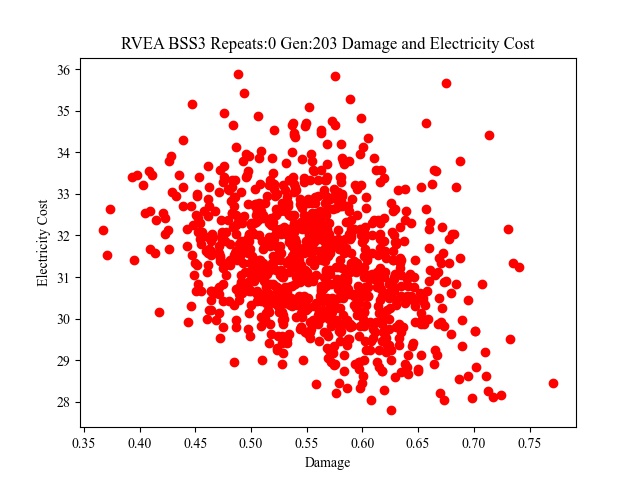 RVEA BSS3 Repeats:0 Gen:203 Damage and Electricity Cost
36
35
34
33
32
31
30
29
28
Electricity Cost
0.35 0.40 0.45 0.50 0.55 0.60 0.65 0.70 0.75
Damage